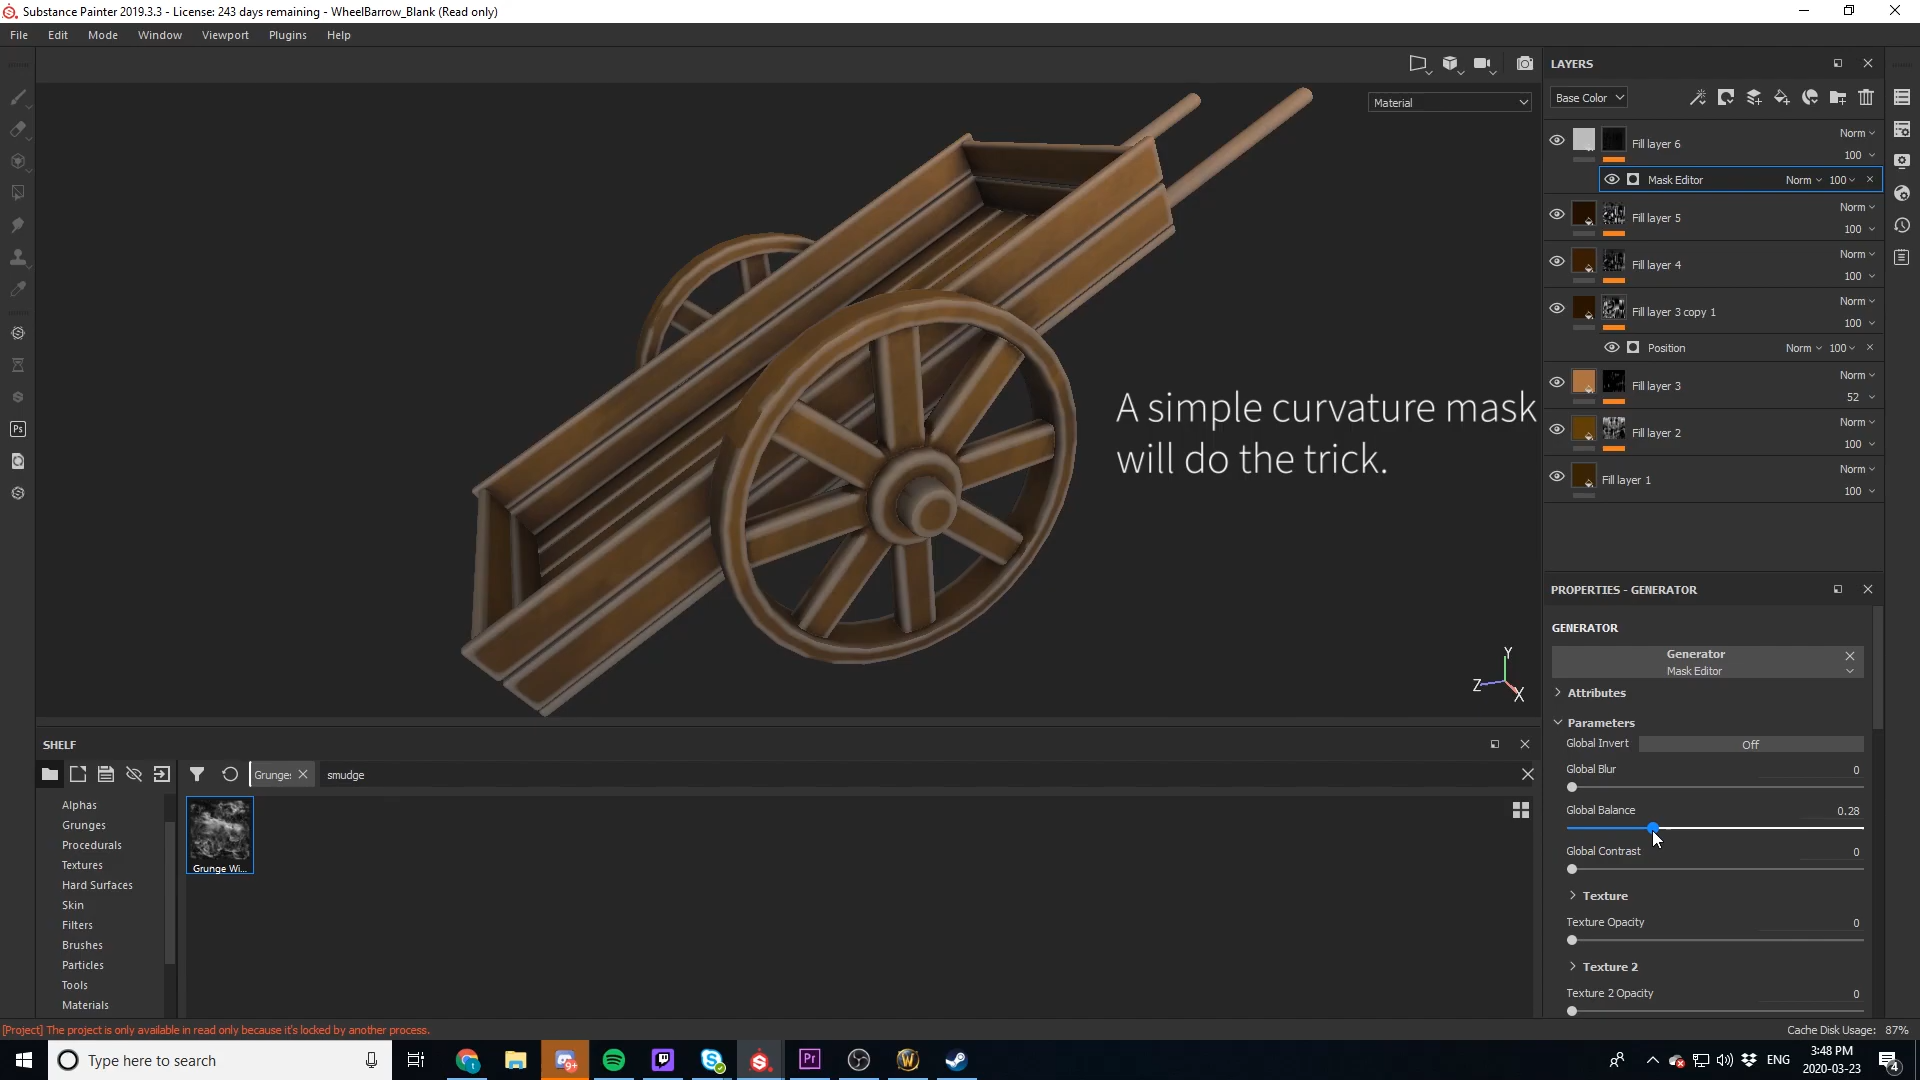 Substance Painter 2019.3.3 - License: 243 days remaining - WheelBarrow_Blank (Read only)
File Edit Mode Window Viewport Plugins Help
Material
A simple curvature mask
will do the trick.
Y
Z X
LAYERS
Base Color
Fill layer 6 Norm 100
Mask Editor Norm 100
Fill layer 5 Norm 100
Fill layer 4 Norm 100
Fill layer 3 copy 1 Norm 100
Position Norm 100
Fill layer 3 Norm 52
Fill layer 2 Norm 100
Fill layer 1 Norm 100
PROPERTIES - GENERATOR
GENERATOR
Generator
Mask Editor
Attributes
Parameters
Global Invert Off
Global Blur 0
Global Balance 0.28
Global Contrast 0
Texture
Texture Opacity 0
Texture 2
Texture 2 Opacity 0
SHELF
Grunges smudge
Alphas
Grunges
Procedurals
Textures
Hard Surfaces
Skin
Filters
Brushes
Particles
Tools
Materials
Grunge Wi...
Ps
[Project] The project is only available in read only because it's locked by another process.
Cache Disk Usage: 87%
Type here to search
9+
Pr
W
ENG
3:48 PM
2020-03-23
4